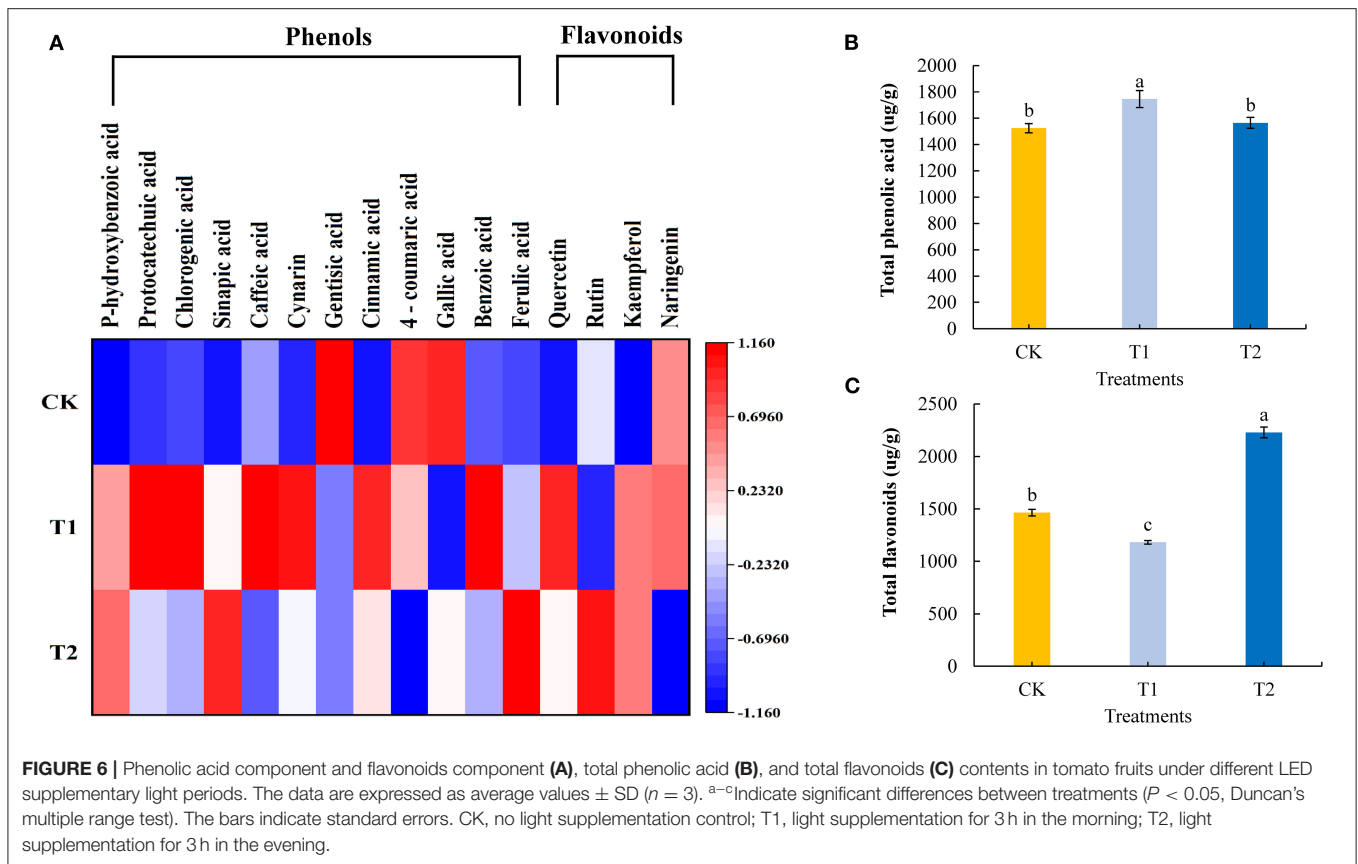 A
Phenols
Flavonoids
P-hydroxybenzoic acid
Protocatechuic acid
Chlorogenic acid
Sinapic acid
Caffeic acid
Cynarin
Gentisic acid
Cinnamic acid
4 - coumaric acid
Gallic acid
Benzoic acid
Ferulic acid
Quercetin
Rutin
Kaempferol
Naringenin
CK
T1
T2
1.160
0.6960
0.2320
-0.2320
-0.6960
-1.160
B
Total phenolic acid (ug/g)
2000
1800
1600
1400
1200
1000
800
600
400
200
0
b
a
b
CK T1 T2
Treatments
C
Total flavonoids (ug/g)
2500
2000
1500
1000
500
0
b
c
a
CK T1 T2
Treatments
FIGURE 6 | Phenolic acid component and flavonoids component (A), total phenolic acid (B), and total flavonoids (C) contents in tomato fruits under different LED
supplementary light periods. The data are expressed as average values ± SD (n = 3). a–cIndicate significant differences between treatments (P < 0.05, Duncan's
multiple range test). The bars indicate standard errors. CK, no light supplementation control; T1, light supplementation for 3 h in the morning; T2, light
supplementation for 3 h in the evening.